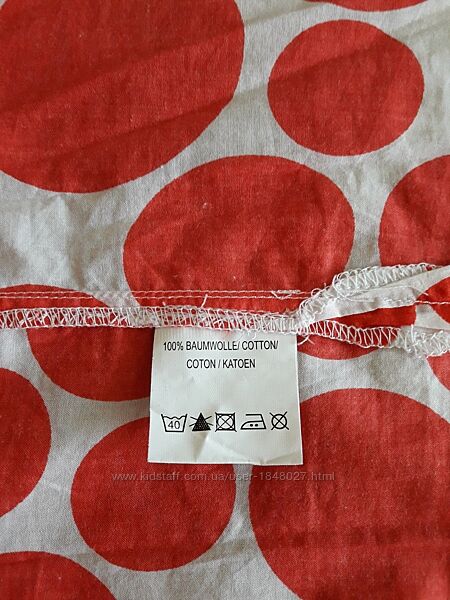 100% BAUMWOLLE/ COTTON/
COTON / KATOEN
40
www.kidstaff.com.ua/user-1848027.html